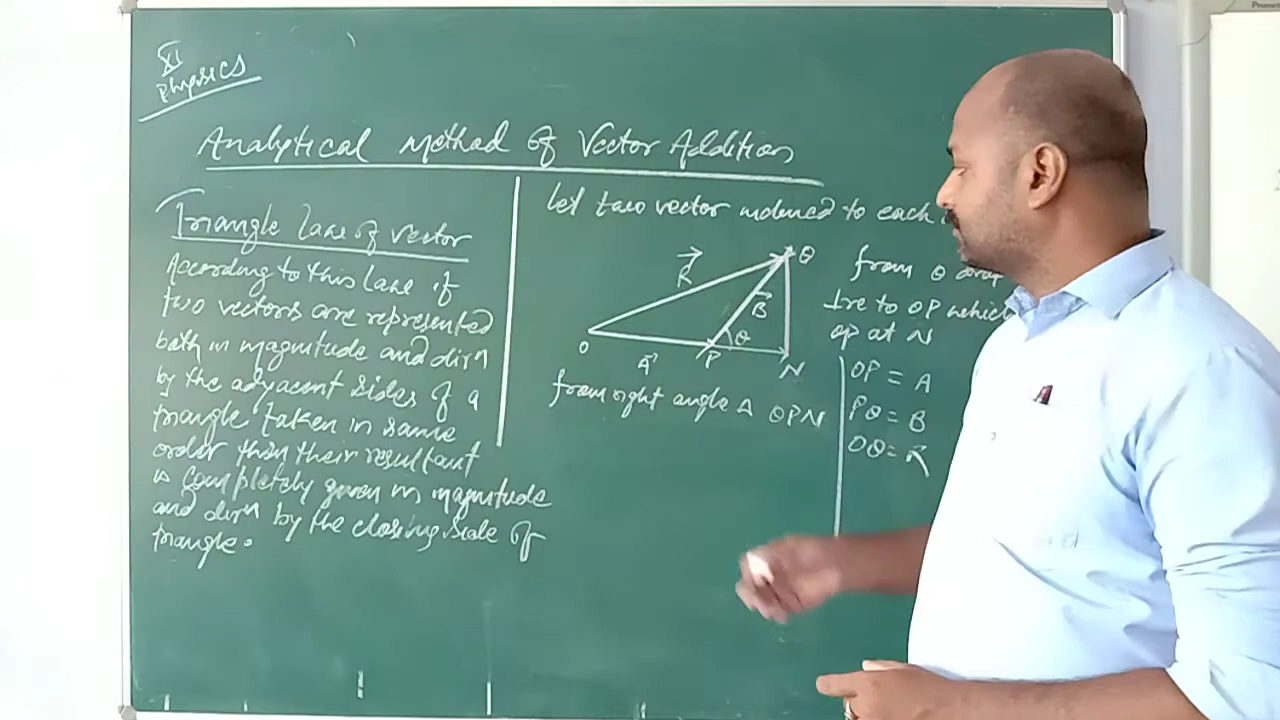 XI
Physics
Analytical method of Vector Addition
Triangle law of vector
According to this law if
two vectors are represented
both in magnitude and dirn
by the adjacent sides of a
triangle taken in same
order then their resultant
is completely given in magnitude
and dirn by the closing side of
triangle.
let two vector inclined to each
R
Q
B
θ
O
A
P
N
from Q drop
Lre to OP which
op at N
from right angle Δ QPN
OP = A
PQ = B
OQ = R